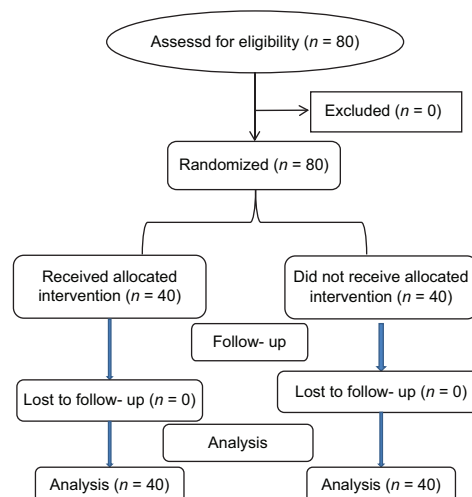 Assessd for eligibility (n = 80)
Excluded (n = 0)
Randomized (n = 80)
Received allocated
intervention (n = 40)
Did not receive allocated
intervention (n = 40)
Follow- up
Lost to follow- up (n = 0)
Lost to follow- up (n = 0)
Analysis
Analysis (n = 40)
Analysis (n = 40)